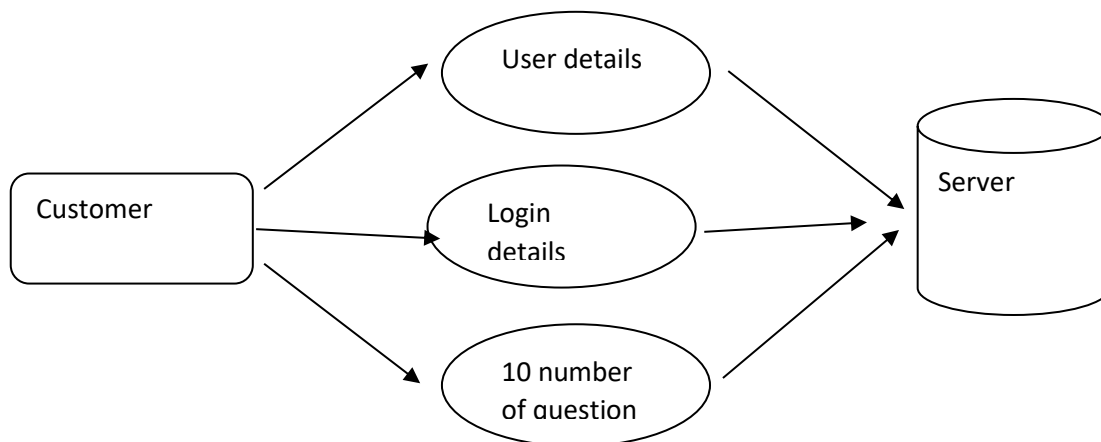 User details
Customer
Server
Login
details
10 number
of question